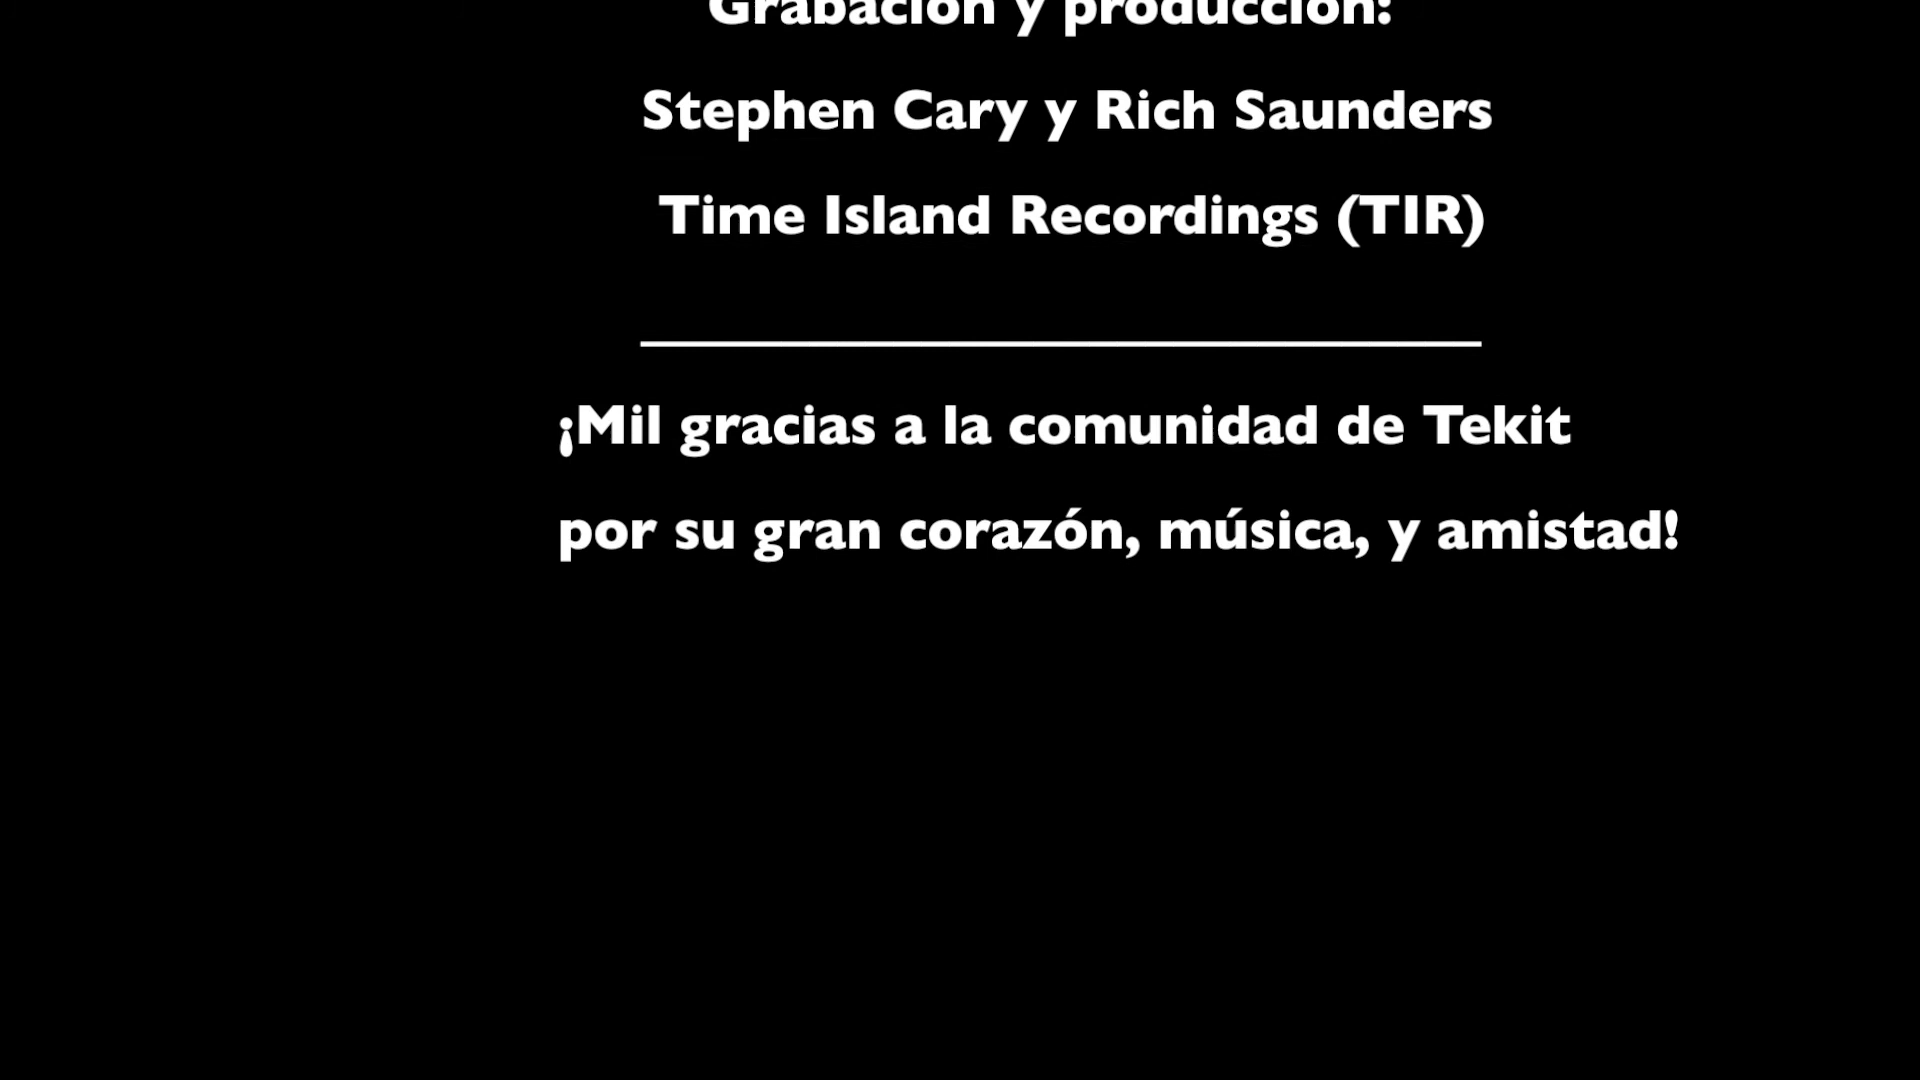 Grabación y producción:
Stephen Cary y Rich Saunders
Time Island Recordings (TIR)
¡Mil gracias a la comunidad de Tekit
por su gran corazón, música, y amistad!